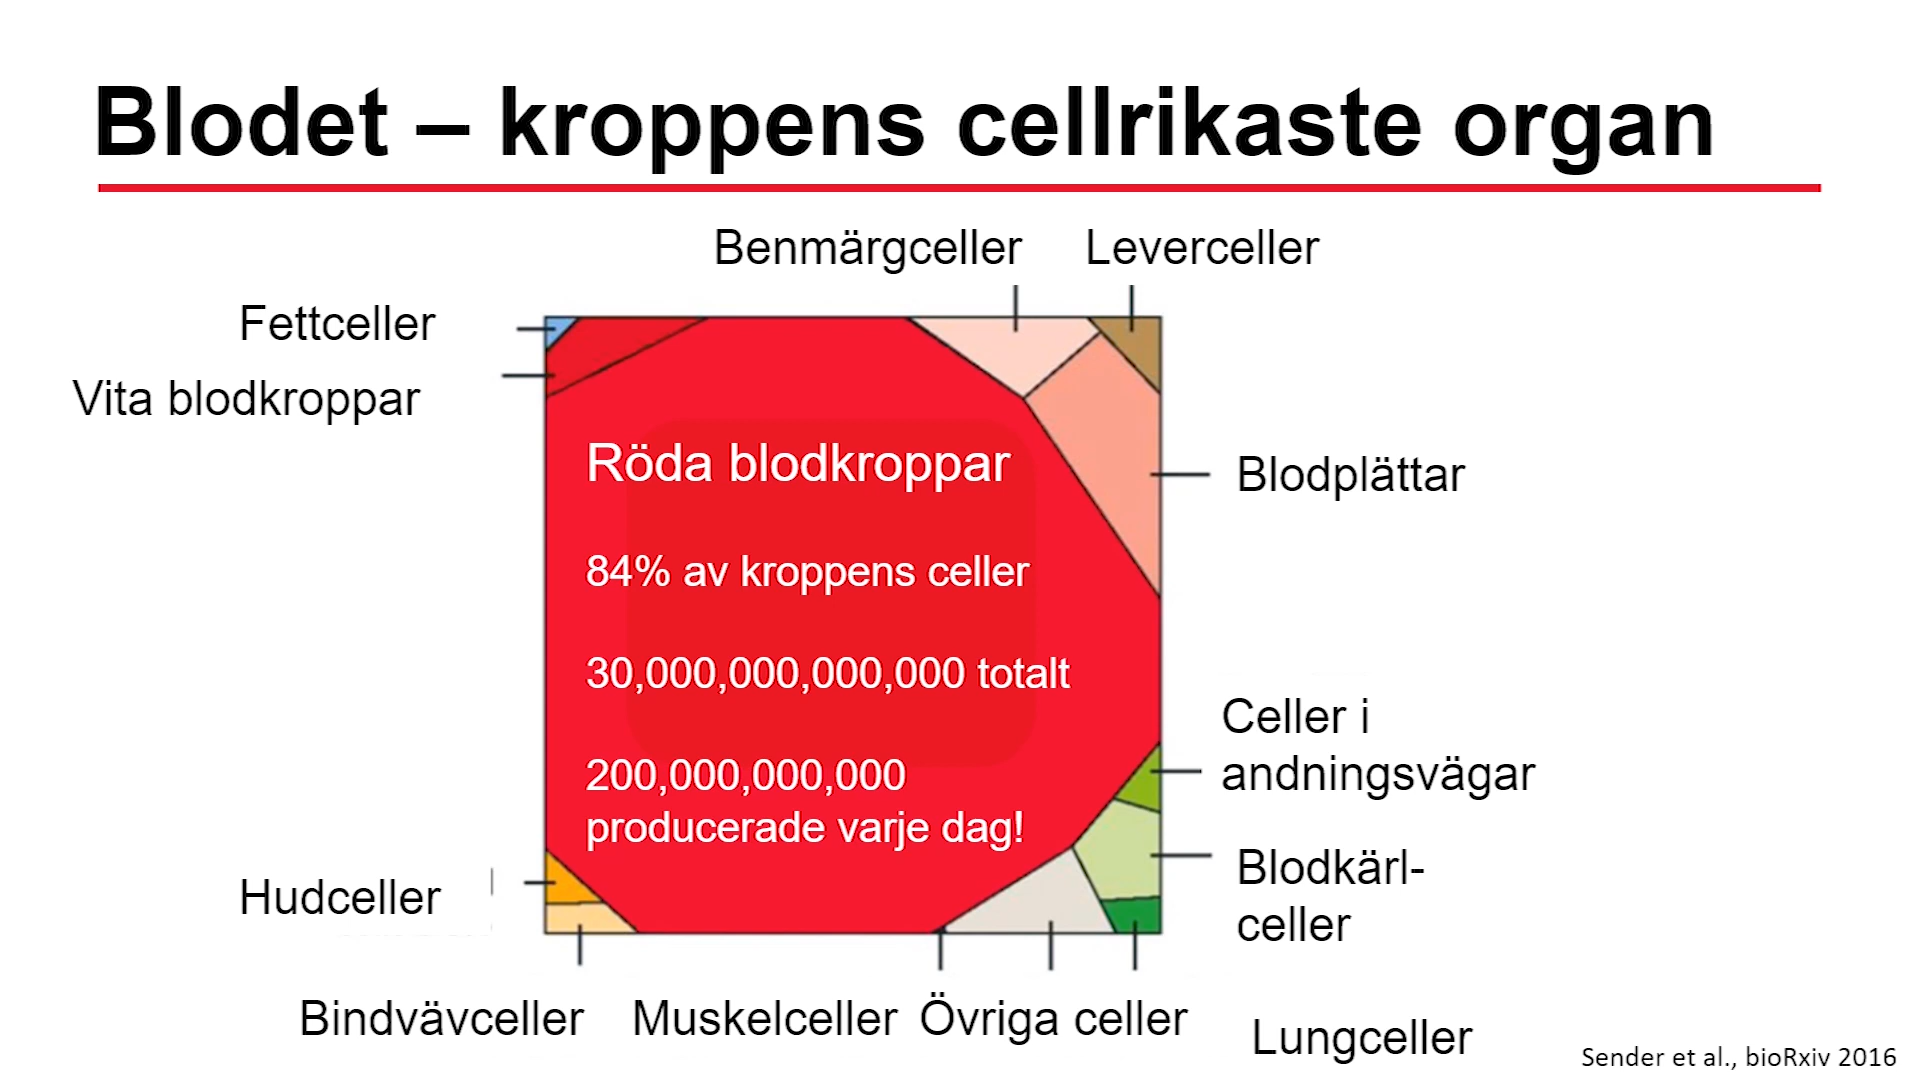 Blodet – kroppens cellrikaste organ
Benmärgceller
Leverceller
Fettceller
Vita blodkroppar
Röda blodkroppar
84% av kroppens celler
30,000,000,000,000 totalt
200,000,000,000
producerade varje dag!
Blodplättar
Celler i
andningsvägar
Blodkärl-
celler
Hudceller
Bindvävceller
Muskelceller
Övriga celler
Lungceller
Sender et al., bioRxiv 2016